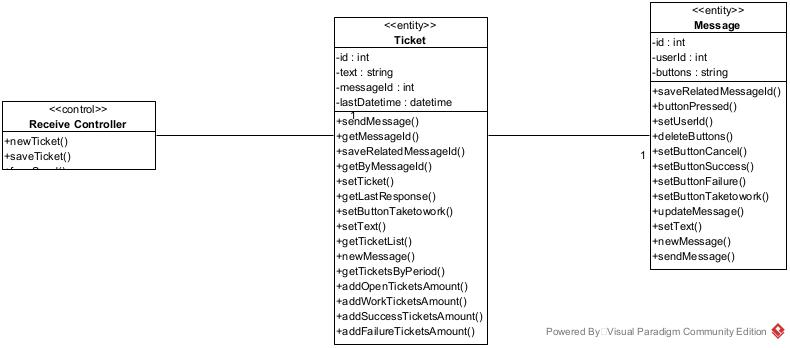 <<control>>
Receive Controller
+newTicket()
+saveTicket()
<<entity>>
Ticket
-id : int
-text : string
-messageId : int
-lastDatetime : datetime
1
+sendMessage()
+getMessageId()
+saveRelatedMessageId()
+getByMessageId()
+setTicket()
+getLastResponse()
+setButtonTaketowork()
+setText()
+getTicketList()
+newMessage()
+getTicketsByPeriod()
+addOpenTicketsAmount()
+addWorkTicketsAmount()
+addSuccessTicketsAmount()
+addFailureTicketsAmount()
1
<<entity>>
Message
-id : int
-userId : int
-buttons : string
+saveRelatedMessageId()
+buttonPressed()
+setUserId()
+deleteButtons()
+setButtonCancel()
+setButtonSuccess()
+setButtonFailure()
+setButtonTaketowork()
+updateMessage()
+setText()
+newMessage()
+sendMessage()
Powered By Visual Paradigm Community Edition